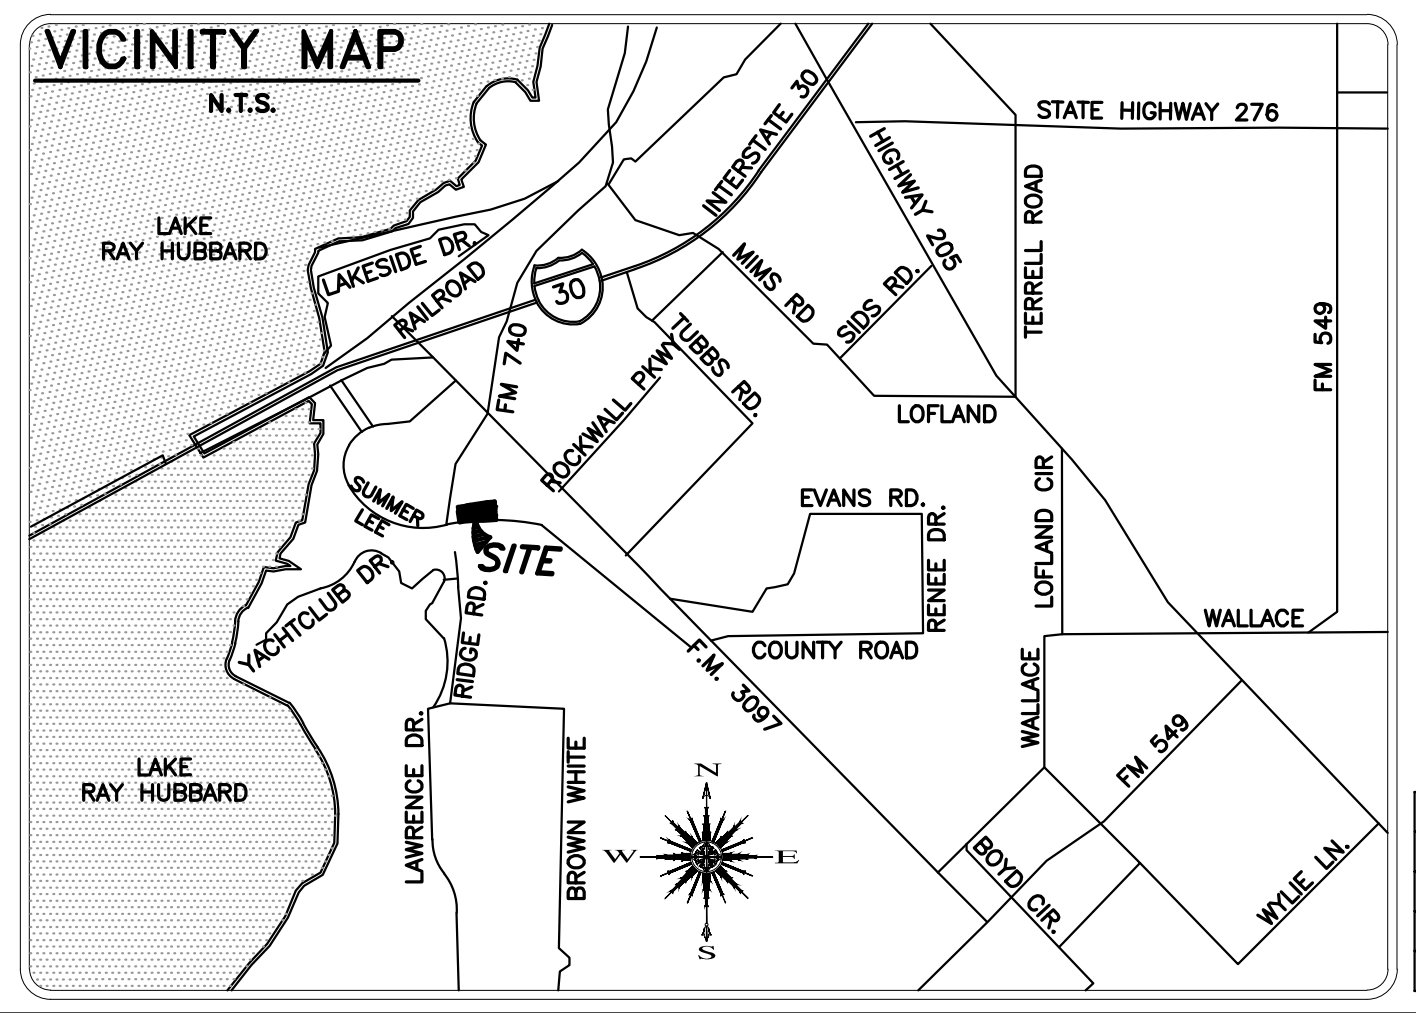 VICINITY MAP
N.T.S.
STATE HIGHWAY 276
INTERSTATE 30
HIGHWAY 205
TERRELL ROAD
LAKE
RAY HUBBARD
LAKESIDE DR.
RAILROAD
30
MIMS RD
SIDS RD.
FM 549
FM 740
TUBBS RD.
ROCKWALL PKWY
LOFLAND
SUMMER
LEE
EVANS RD.
RENEE DR.
LOFLAND CIR
SITE
YACHTCLUB DR.
RIDGE RD.
COUNTY ROAD
WALLACE
WALLACE
F.M. 3097
LAKE
RAY HUBBARD
LAWRENCE DR.
BROWN WHITE
FM 549
N
W
E
S
BOYD CIR.
WYLIE LN.